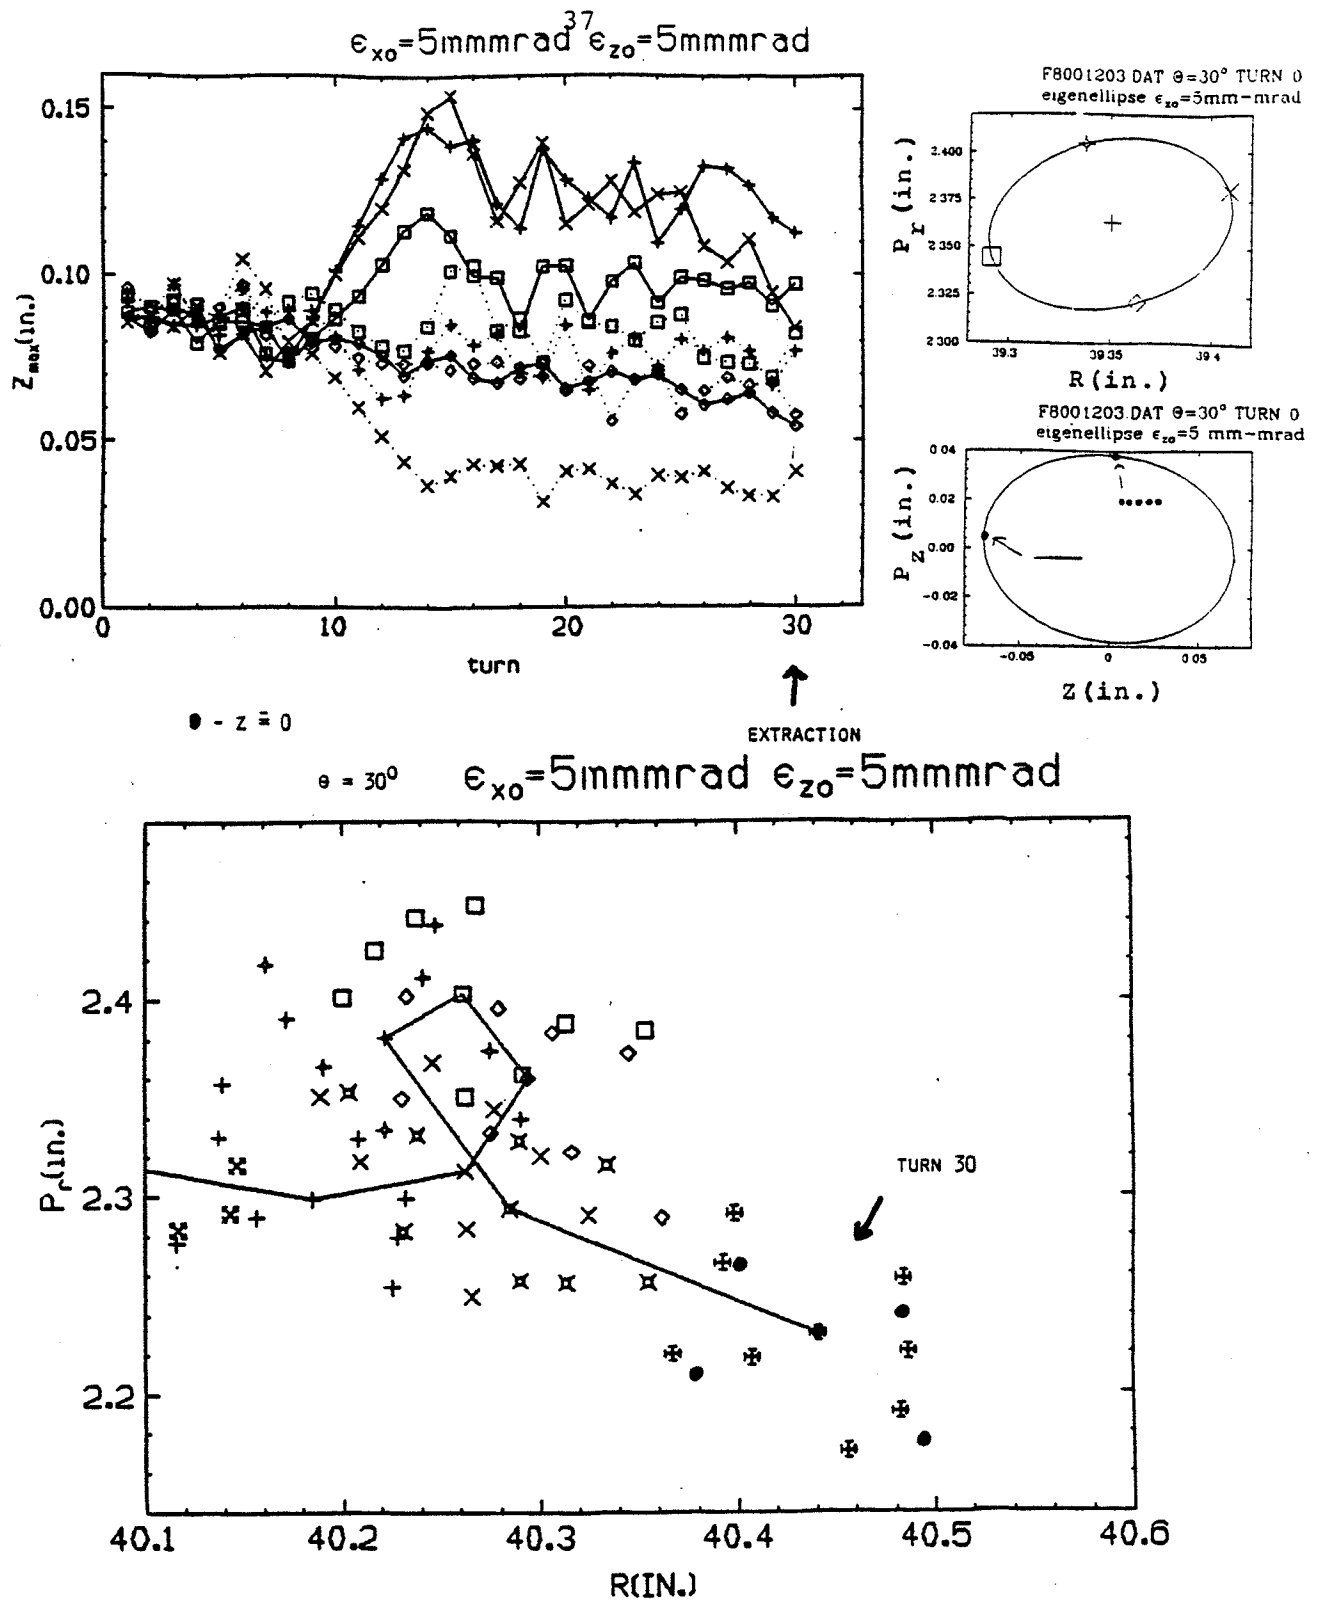 37
ϵxo=5mmmrad ϵzo=5mmmrad
0.15
0.10
0.05
0.00
Zmax(in.)
0
10
20
30
turn
EXTRACTION
F8001203 DAT θ=30° TURN 0
eigenellipse ϵzo=5mm-mrad
Pr (in.)
2.400
2.375
2.350
2.325
2.300
39.3
39.35
39.4
R(in.)
F8001203.DAT θ=30° TURN 0
eigenellipse ϵzo=5 mm-mrad
Pz (in.)
0.04
0.02
0.00
-0.02
-0.04
-0.05
0
0.05
Z(in.)
● - z = 0
θ = 30° ϵxo=5mmmrad ϵzo=5mmmrad
Pr(in.)
2.4
2.3
2.2
TURN 30
40.1
40.2
40.3
40.4
40.5
40.6
R(IN.)